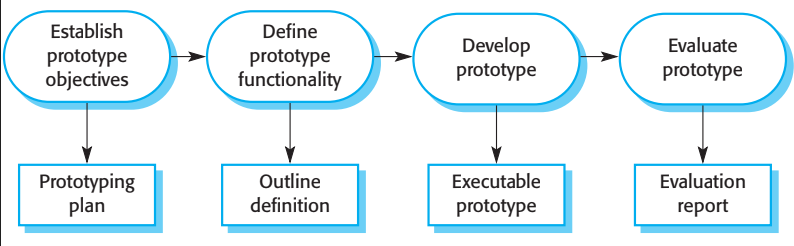 Establish
prototype
objectives
Define
prototype
functionality
Develop
prototype
Evaluate
prototype
Prototyping
plan
Outline
definition
Executable
prototype
Evaluation
report